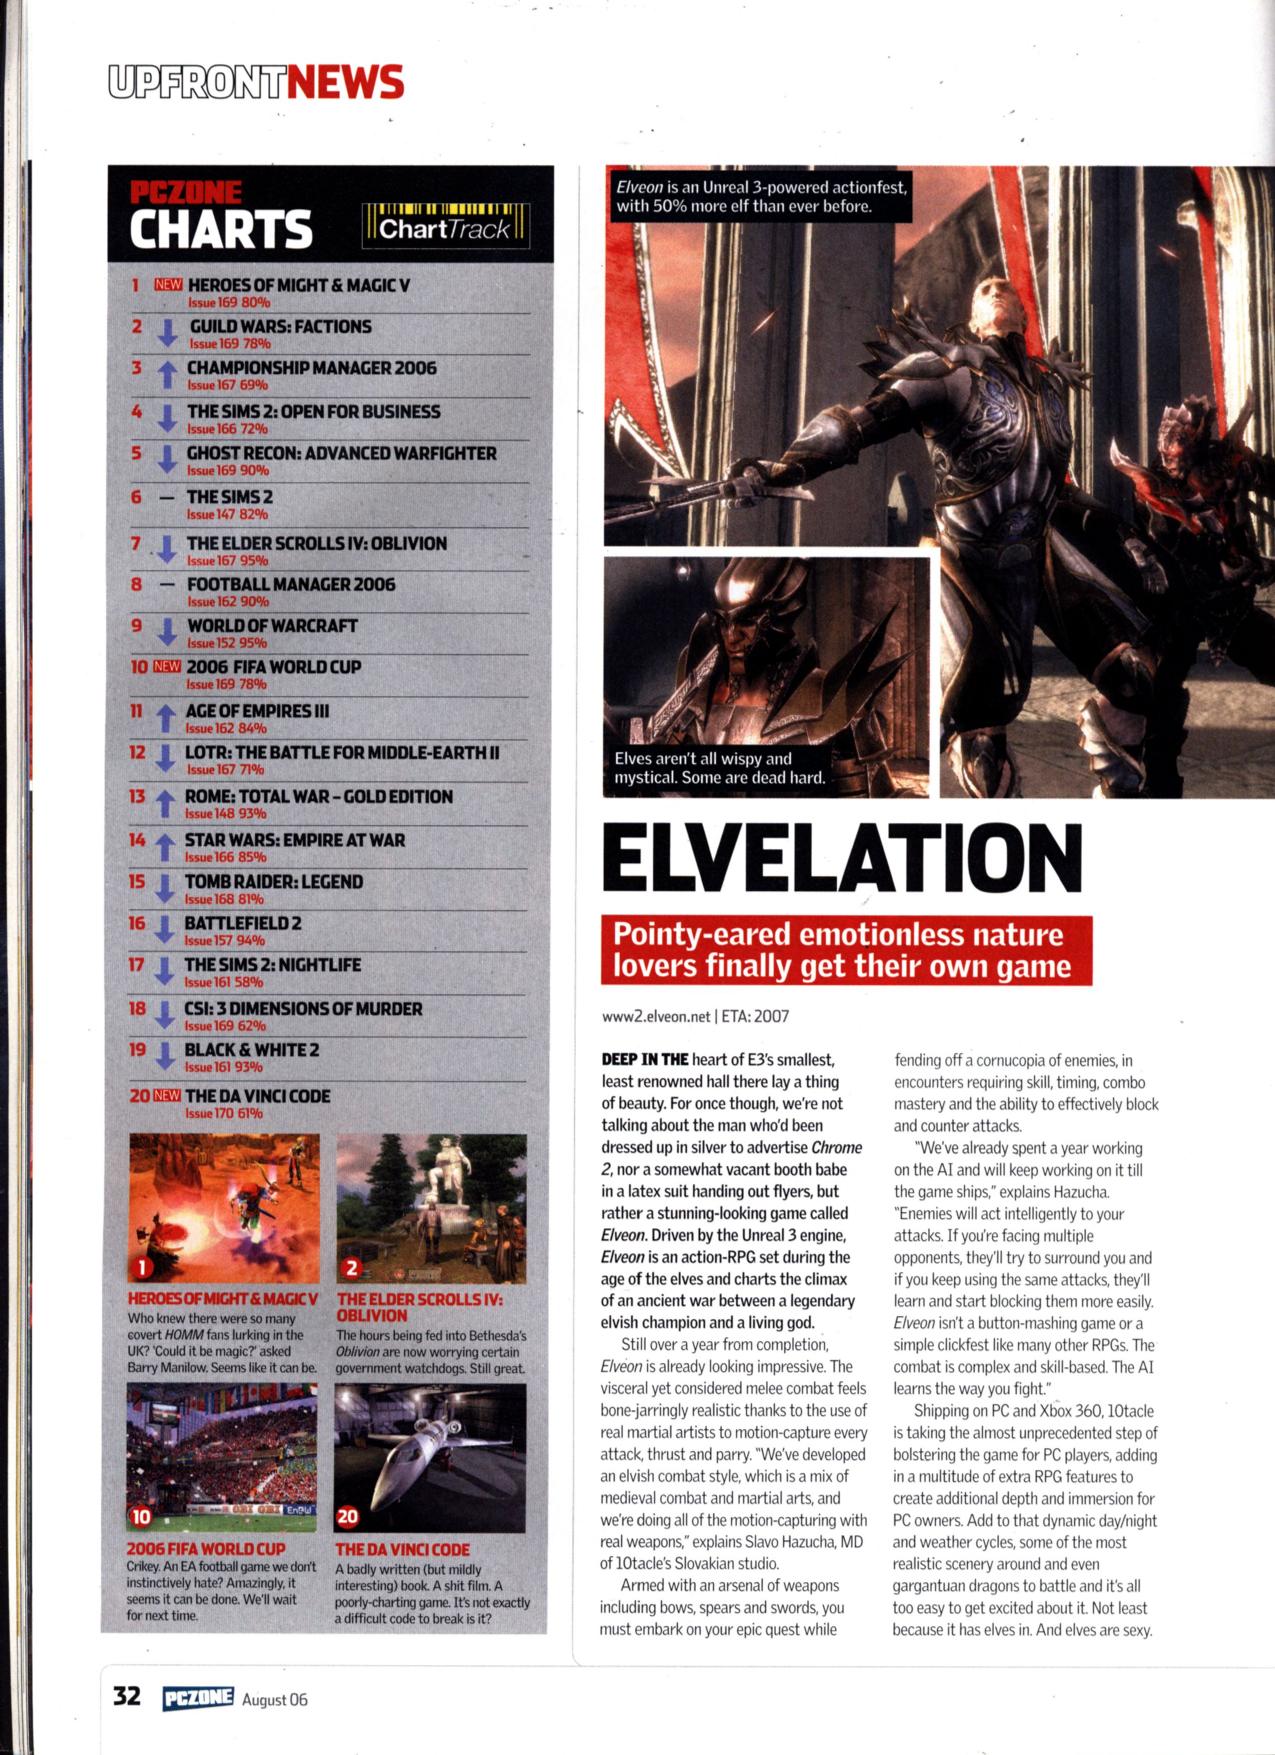 UPFRONTNEWS
PCZONE
CHARTS
ChartTrack
1 NEW HEROES OF MIGHT & MAGIC V
Issue 169 80%
2 GUILD WARS: FACTIONS
Issue 169 78%
3 CHAMPIONSHIP MANAGER 2006
Issue 167 69%
4 THE SIMS 2: OPEN FOR BUSINESS
Issue 166 72%
5 GHOST RECON: ADVANCED WARFIGHTER
Issue 169 90%
6 – THE SIMS 2
Issue 147 82%
7 THE ELDER SCROLLS IV: OBLIVION
Issue 167 95%
8 – FOOTBALL MANAGER 2006
Issue 162 90%
9 WORLD OF WARCRAFT
Issue 152 95%
10 NEW 2006 FIFA WORLD CUP
Issue 169 78%
11 AGE OF EMPIRES III
Issue 162 84%
12 LOTR: THE BATTLE FOR MIDDLE-EARTH II
Issue 167 71%
13 ROME: TOTAL WAR – GOLD EDITION
Issue 148 93%
14 STAR WARS: EMPIRE AT WAR
Issue 166 85%
15 TOMB RAIDER: LEGEND
Issue 168 81%
16 BATTLEFIELD 2
Issue 157 94%
17 THE SIMS 2: NIGHTLIFE
Issue 161 58%
18 CSI: 3 DIMENSIONS OF MURDER
Issue 169 62%
19 BLACK & WHITE 2
Issue 161 93%
20 NEW THE DA VINCI CODE
Issue 170 61%
1
HEROES OF MIGHT & MAGIC V
Who knew there were so many
covert HOMM fans lurking in the
UK? 'Could it be magic?' asked
Barry Manilow. Seems like it can be.
2
THE ELDER SCROLLS IV:
OBLIVION
The hours being fed into Bethesda's
Oblivion are now worrying certain
government watchdogs. Still great.
OBI OBI EnBW
10
2006 FIFA WORLD CUP
Crikey. An EA football game we don't
instinctively hate? Amazingly, it
seems it can be done. We'll wait
for next time.
20
THE DA VINCI CODE
A badly written (but mildly
interesting) book. A shit film. A
poorly-charting game. It's not exactly
a difficult code to break is it?
Elveon is an Unreal 3-powered actionfest,
with 50% more elf than ever before.
Elves aren't all wispy and
mystical. Some are dead hard.
ELVELATION
Pointy-eared emotionless nature
lovers finally get their own game
www2.elveon.net | ETA: 2007
DEEP IN THE heart of E3's smallest,
least renowned hall there lay a thing
of beauty. For once though, we're not
talking about the man who'd been
dressed up in silver to advertise Chrome
2, nor a somewhat vacant booth babe
in a latex suit handing out flyers, but
rather a stunning-looking game called
Elveon. Driven by the Unreal 3 engine,
Elveon is an action-RPG set during the
age of the elves and charts the climax
of an ancient war between a legendary
elvish champion and a living god.
Still over a year from completion,
Elveon is already looking impressive. The
visceral yet considered melee combat feels
bone-jarringly realistic thanks to the use of
real martial artists to motion-capture every
attack, thrust and parry. "We've developed
an elvish combat style, which is a mix of
medieval combat and martial arts, and
we're doing all of the motion-capturing with
real weapons," explains Slavo Hazucha, MD
of 10tacle's Slovakian studio.
Armed with an arsenal of weapons
including bows, spears and swords, you
must embark on your epic quest while
fending off a cornucopia of enemies, in
encounters requiring skill, timing, combo
mastery and the ability to effectively block
and counter attacks.
"We've already spent a year working
on the AI and will keep working on it till
the game ships," explains Hazucha.
"Enemies will act intelligently to your
attacks. If you're facing multiple
opponents, they'll try to surround you and
if you keep using the same attacks, they'll
learn and start blocking them more easily.
Elveon isn't a button-mashing game or a
simple clickfest like many other RPGs. The
combat is complex and skill-based. The AI
learns the way you fight."
Shipping on PC and Xbox 360, 10tacle
is taking the almost unprecedented step of
bolstering the game for PC players, adding
in a multitude of extra RPG features to
create additional depth and immersion for
PC owners. Add to that dynamic day/night
and weather cycles, some of the most
realistic scenery around and even
gargantuan dragons to battle and it's all
too easy to get excited about it. Not least
because it has elves in. And elves are sexy.
32 PCZONE August 06